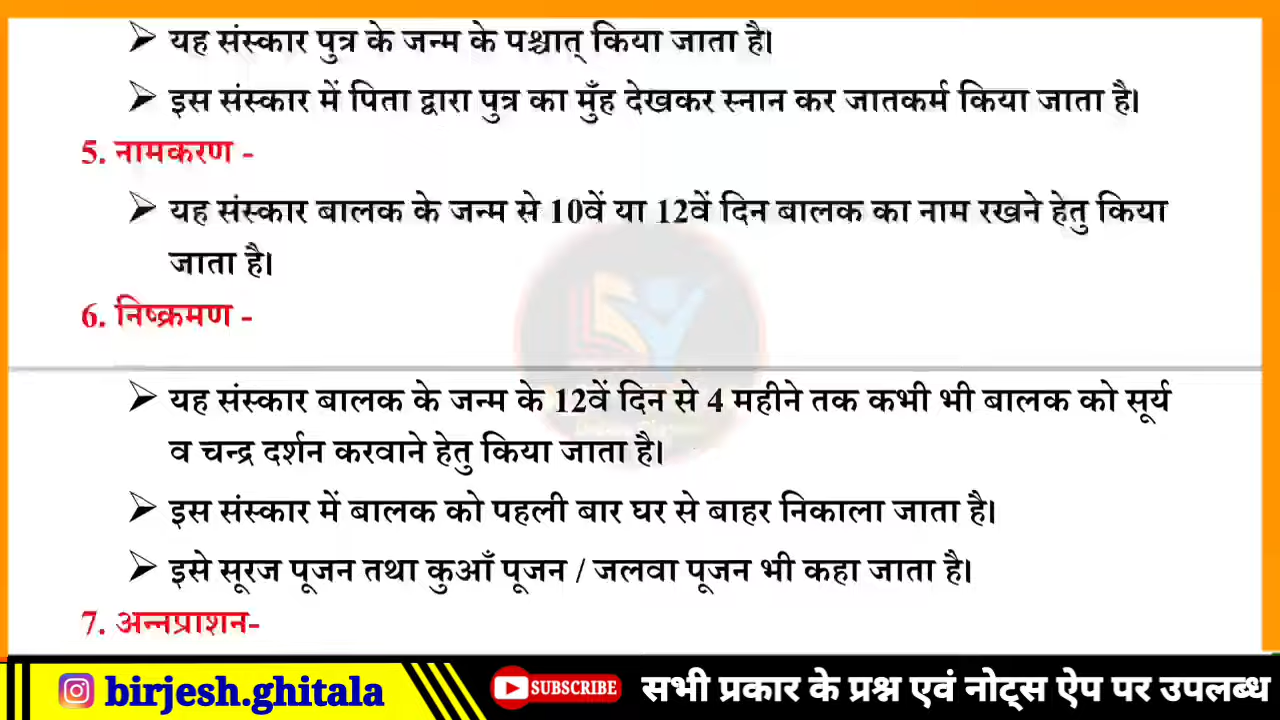 ➢ यह संस्कार पुत्र के जन्म के पश्चात् किया जाता है।
➢ इस संस्कार में पिता द्वारा पुत्र का मुँह देखकर स्नान कर जातकर्म किया जाता है।
5. नामकरण -
➢ यह संस्कार बालक के जन्म से 10वें या 12वें दिन बालक का नाम रखने हेतु किया
जाता है।
6. निष्क्रमण -
➢ यह संस्कार बालक के जन्म के 12वें दिन से 4 महीने तक कभी भी बालक को सूर्य
व चन्द्र दर्शन करवाने हेतु किया जाता है।
➢ इस संस्कार में बालक को पहली बार घर से बाहर निकाला जाता है।
➢ इसे सूरज पूजन तथा कुआँ पूजन / जलवा पूजन भी कहा जाता है।
7. अन्नप्राशन-
birjesh.ghitala SUBSCRIBE सभी प्रकार के प्रश्न एवं नोट्स ऐप पर उपलब्ध